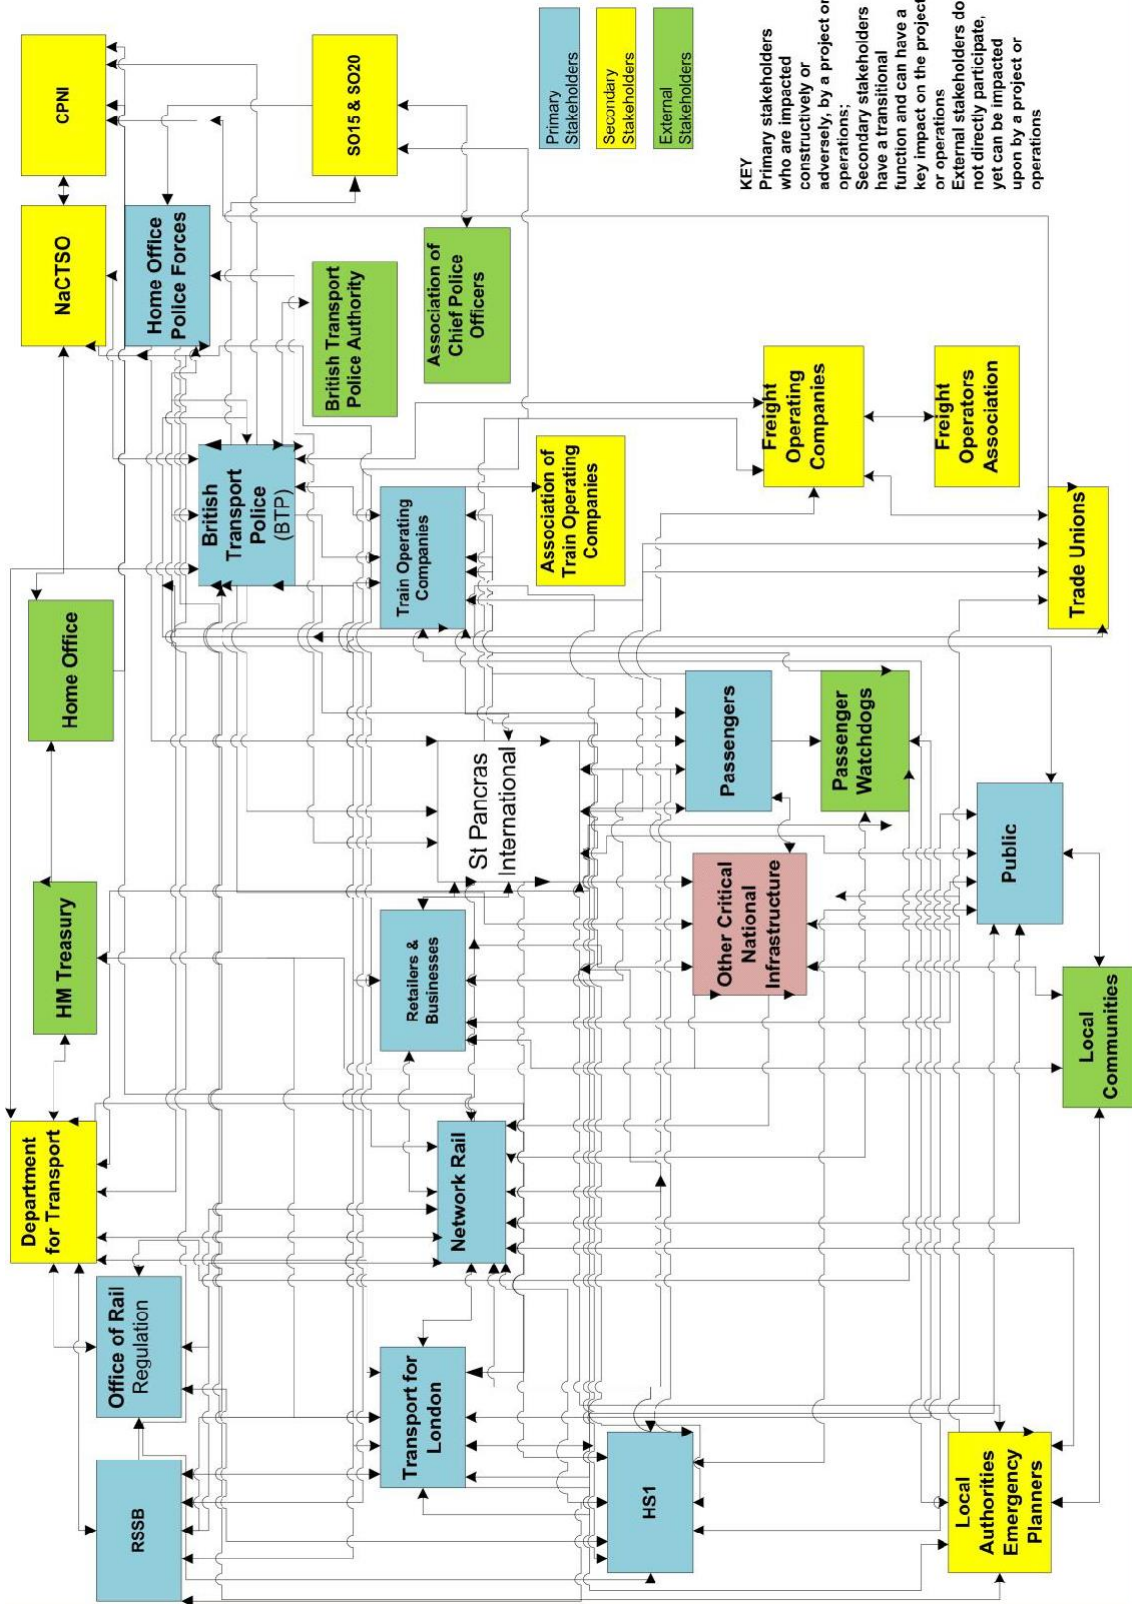 Department
for Transport
HM Treasury
Home Office
NaCTSO
CPNI
RSSB
Office of Rail
Regulation
Home Office
Police Forces
British
Transport
Police
(BTP)
British Transport
Police Authority
SO15 & SO20
Transport for
London
Network Rail
Retailers &
Businesses
St Pancras
International
Train Operating
Companies
Association of
Chief Police
Officers
Association of
Train Operating
Companies
Primary
Stakeholders
Secondary
Stakeholders
External
Stakeholders
HS1
Other Critical
National
Infrastructure
Passengers
Passenger
Watchdogs
Freight
Operating
Companies
Freight
Operators
Association
KEY
Primary stakeholders
who are impacted
constructively or
adversely, by a project or
operations;
Secondary stakeholders
have a transitional
function and can have a
key impact on the project
or operations
External stakeholders do
not directly participate,
yet can be impacted
upon by a project or
operations
Local
Authorities
Emergency
Planners
Local
Communities
Public
Trade Unions